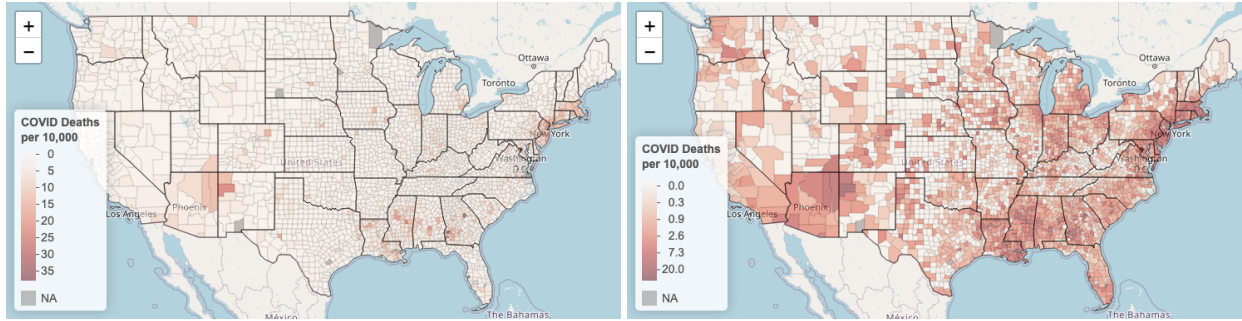 +
−
Ottawa
Toronto
COVID Deaths
per 10,000
0
5
10
15
20
25
30
35
NA
New York
United States
Washington
D.C.
Los Angeles
Phoenix
México
The Bahamas
+
−
Ottawa
Toronto
COVID Deaths
per 10,000
0.0
0.3
0.9
2.6
7.3
20.0
NA
New York
United States
Washington
D.C.
Los Angeles
Phoenix
México
The Bahamas